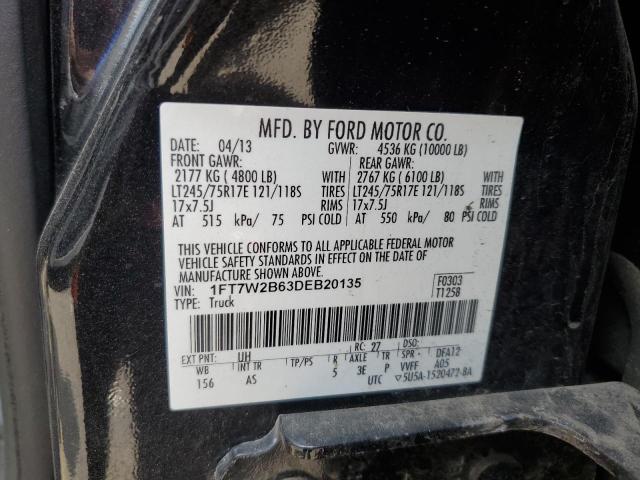 MFD. BY FORD MOTOR CO.
DATE: 04/13 GVWR: 4536 KG (10000 LB)
FRONT GAWR: REAR GAWR:
2177 KG ( 4800 LB) WITH 2767 KG ( 6100 LB) WITH
LT245/75R17E 121/118S TIRES LT245/75R17E 121/118S TIRES
17x7.5J RIMS 17x7.5J RIMS
AT 515 kPa/ 75 PSI COLD AT 550 kPa/ 80 PSI COLD
THIS VEHICLE CONFORMS TO ALL APPLICABLE FEDERAL MOTOR
VEHICLE SAFETY STANDARDS IN EFFECT ON THE DATE OF
MANUFACTURE SHOWN ABOVE.
VIN: 1FT7W2B63DEB20135 F0303
TYPE: Truck T1258
EXT PNT: UH RC: 27 DSO:
WB INT TR TP/PS R AXLE TR SPR DFA12
156 AS 5 3E P VVFF A05
UTC ▽5U5A-1520472-BA